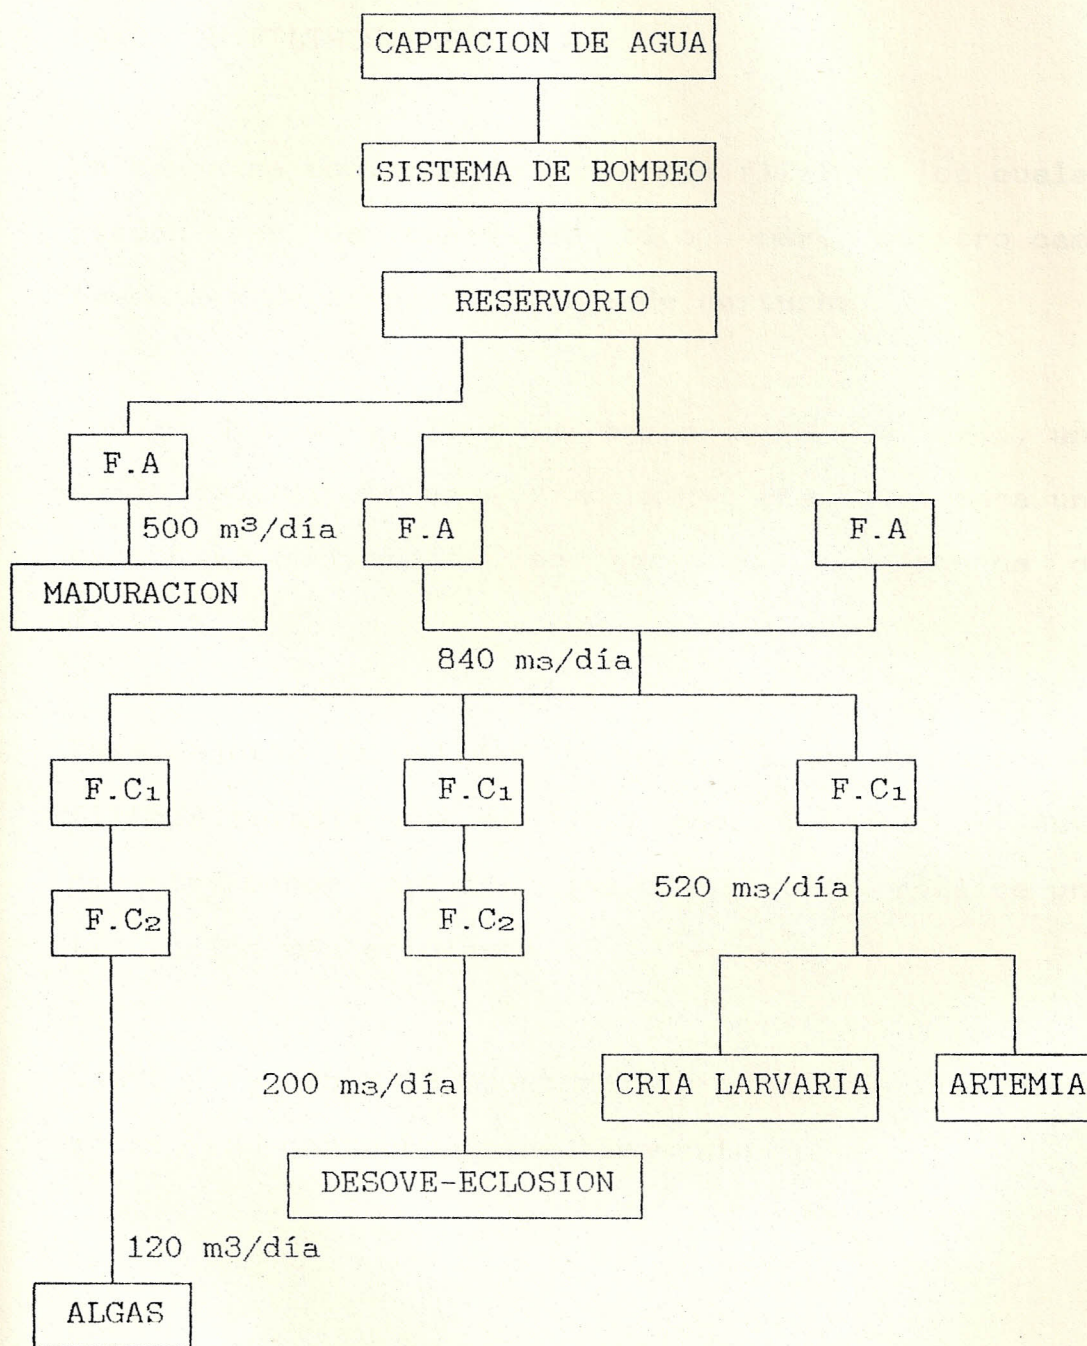 CAPTACION DE AGUA
SISTEMA DE BOMBEO
RESERVORIO
F.A
500 m³/día
F.A
F.A
MADURACION
840 m₃/día
F.C₁
F.C₁
F.C₁
F.C₂
F.C₂
520 m₃/día
CRIA LARVARIA
ARTEMIA
200 m₃/día
DESOVE-ECLOSION
120 m3/día
ALGAS